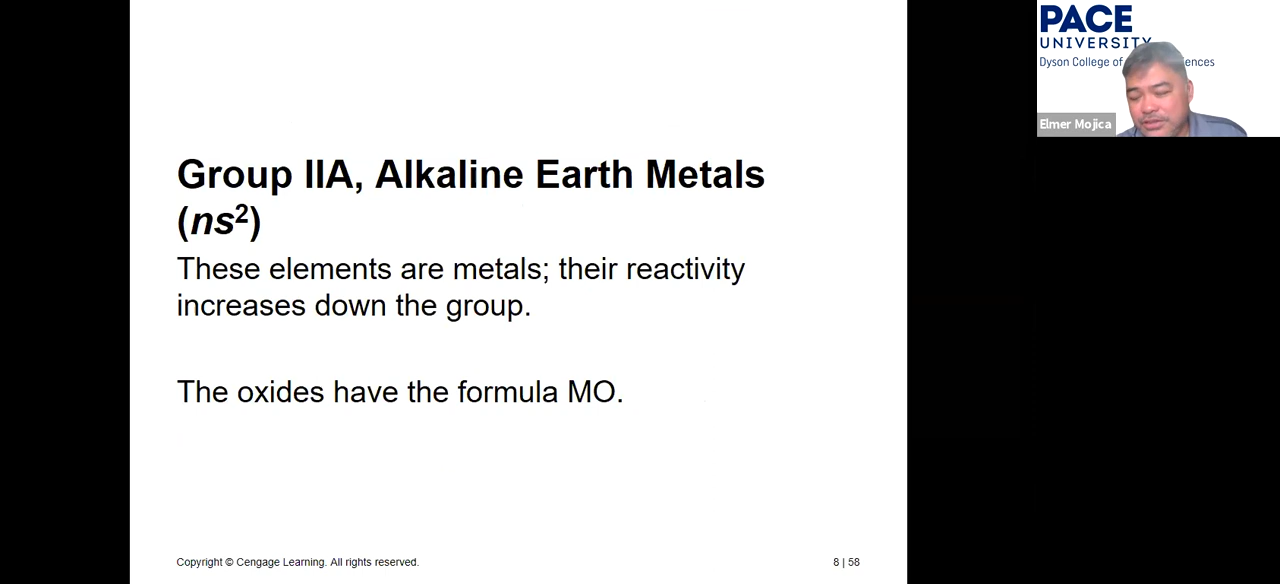 Group IIA, Alkaline Earth Metals
(ns²)
These elements are metals; their reactivity
increases down the group.
The oxides have the formula MO.
Copyright © Cengage Learning. All rights reserved.
8 | 58
PACE
UNIVERSITY
Dyson College of
Elmer Mojica